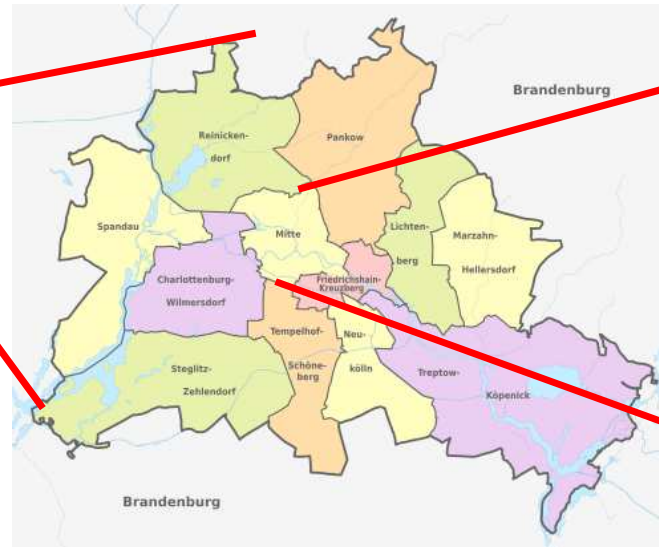 Brandenburg
Reinicken-
dorf
Pankow
Spandau
Mitte
Lichten-
berg
Marzahn-
Hellersdorf
Charlottenburg-
Wilmersdorf
Friedrichshain-
Kreuzberg
Tempelhof-
Schöne-
berg
Neu-
kölln
Steglitz-
Zehlendorf
Treptow-
Köpenick
Brandenburg